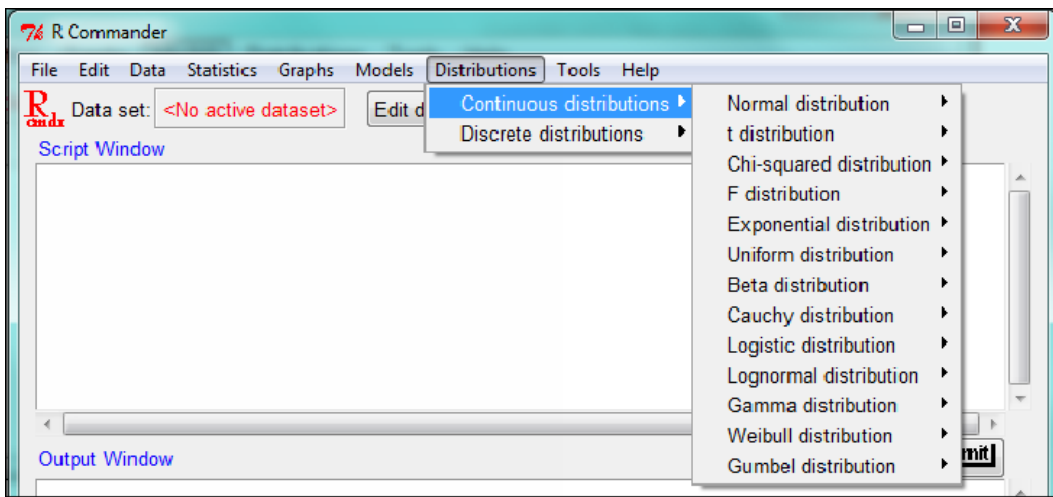 R Commander
File Edit Data Statistics Graphs Models Distributions Tools Help
R cmdr Data set: <No active dataset> Edit d
Continuous distributions
Discrete distributions
Normal distribution
t distribution
Chi-squared distribution
F distribution
Exponential distribution
Uniform distribution
Beta distribution
Cauchy distribution
Logistic distribution
Lognormal distribution
Gamma distribution
Weibull distribution
Gumbel distribution
Script Window
Output Window
mit